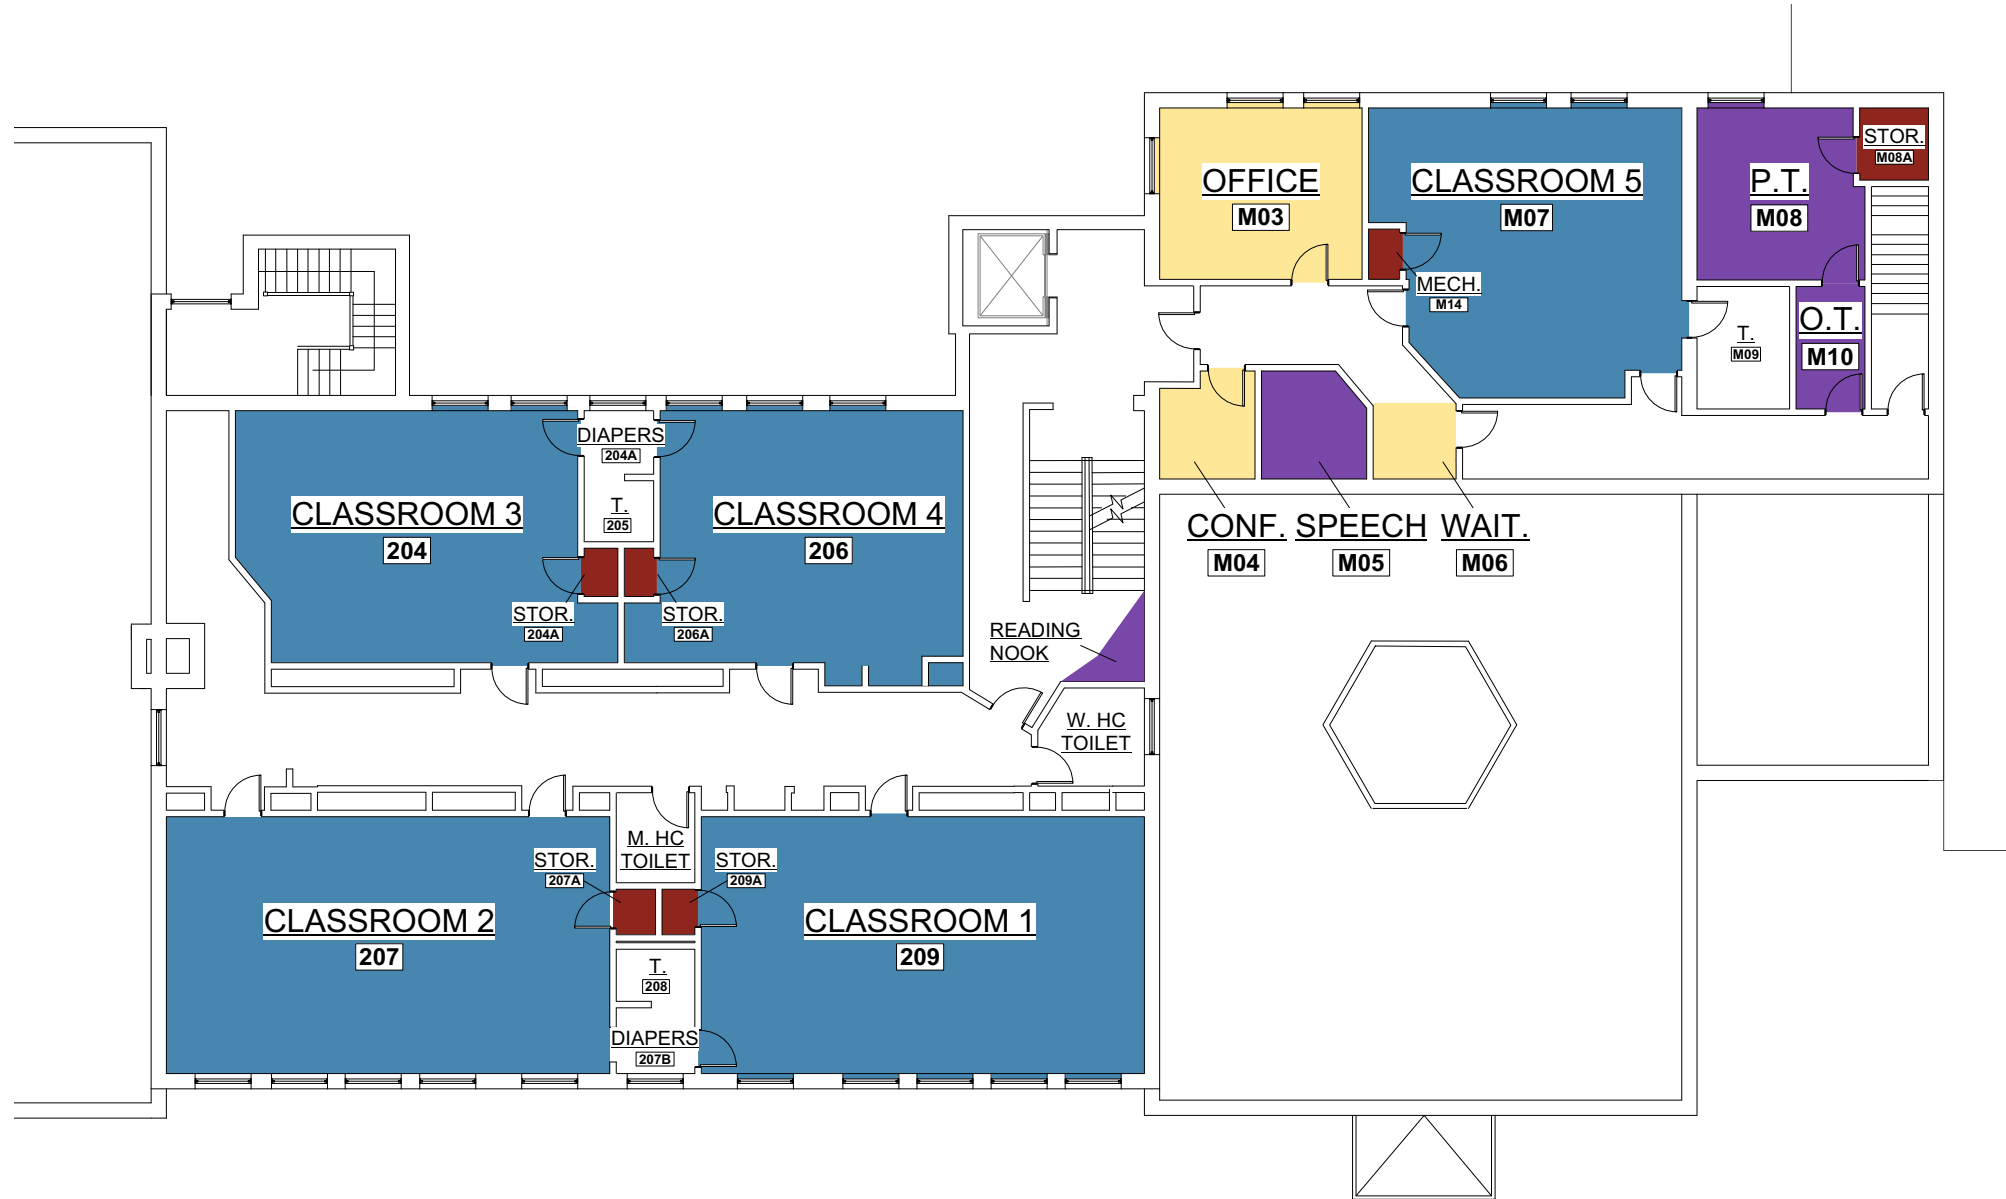 OFFICE
M03
CLASSROOM 5
M07
P.T.
M08
STOR.
M08A
MECH.
M14
T.
M09
O.T.
M10
DIAPERS
204A
T.
205
CLASSROOM 3
204
CLASSROOM 4
206
CONF.
M04
SPEECH
M05
WAIT.
M06
STOR.
204A
STOR.
206A
READING
NOOK
W. HC
TOILET
M. HC
TOILET
STOR.
207A
STOR.
209A
CLASSROOM 2
207
CLASSROOM 1
209
T.
208
DIAPERS
207B